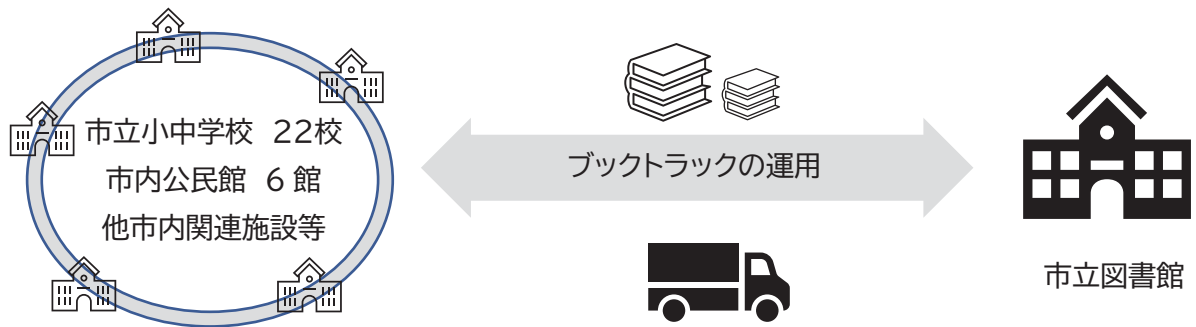 市立小中学校 22校
市内公民館 6 館
他市内関連施設等
ブックトラックの運用
市立図書館